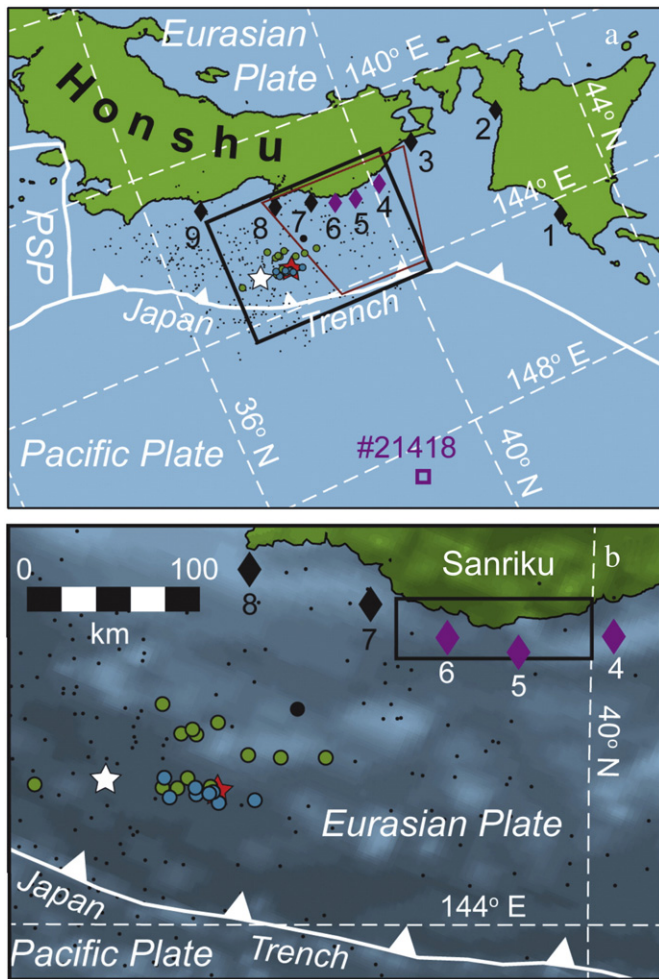 a
Eurasian
Plate
140° E
44° N
Honshu
2
3
144° E
PSP
9
8
7
6
5
4
1
Japan
Trench
148° E
36° N
40° N
Pacific Plate
#21418
b
Sanriku
0
100
km
8
7
6
5
4
40° N
Eurasian Plate
Japan
144° E
Pacific Plate
Trench